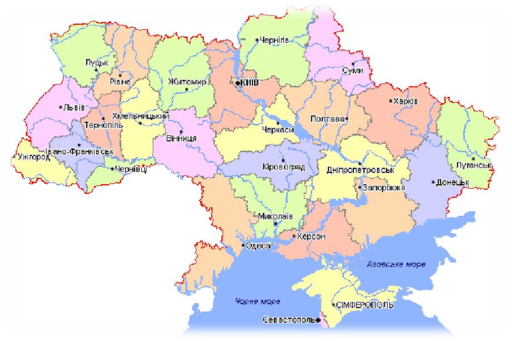 Чернігів
Луцьк
Рівне
Житомир
КИЇВ
Суми
Львів
Хмельницький
Тернопіль
Харків
Полтава
Черкаси
Вінниця
Івано-Франківськ
Ужгород
Чернівці
Кіровоград
Дніпропетровськ
Луганськ
Донецьк
Запоріжжя
Миколаїв
Херсон
Одеса
Азовське море
Чорне море
СІМФЕРОПОЛЬ
Севастополь